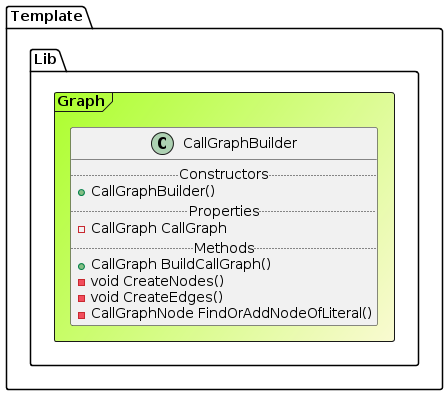 Template
Lib
Graph
C CallGraphBuilder
Constructors
CallGraphBuilder()
Properties
CallGraph CallGraph
Methods
CallGraph BuildCallGraph()
void CreateNodes()
void CreateEdges()
CallGraphNode FindOrAddNodeOfLiteral()